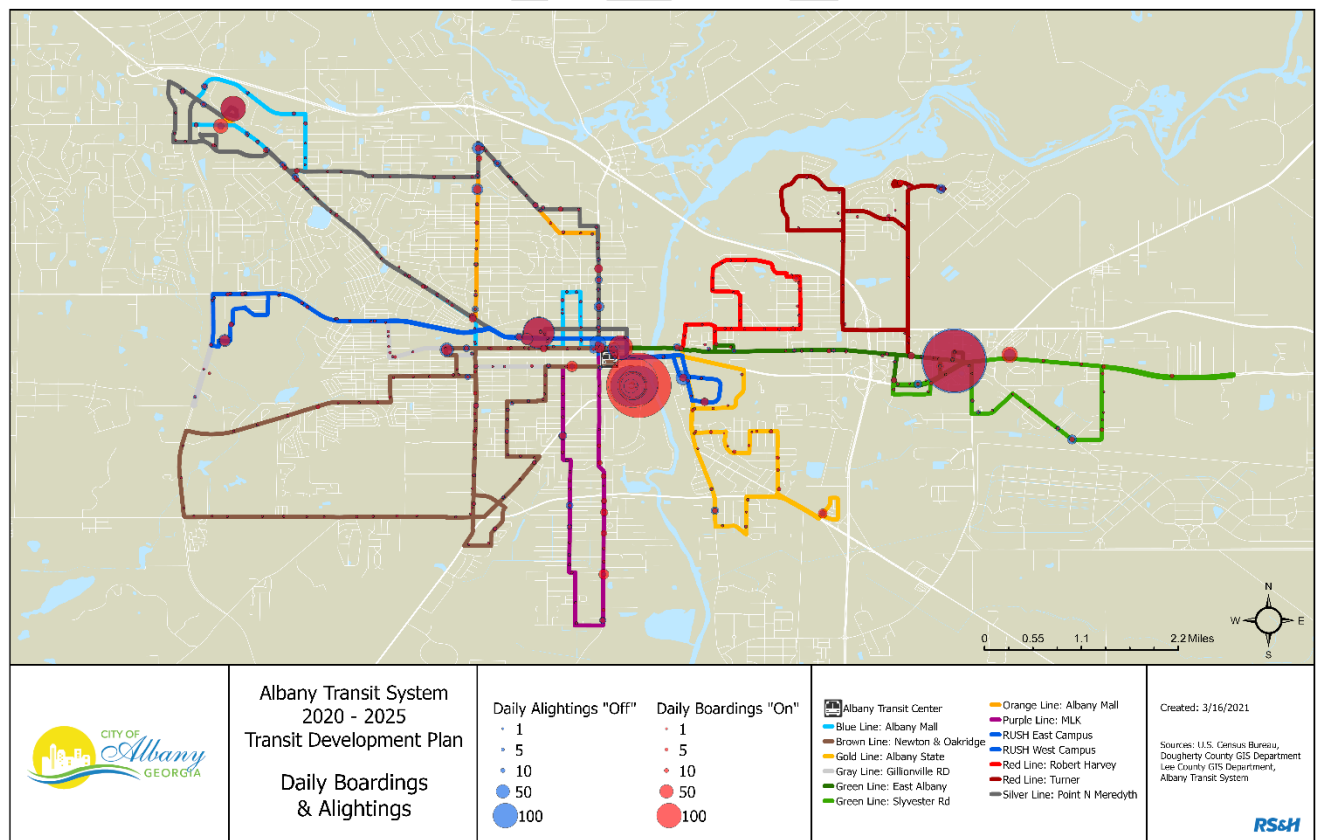 N
W
E
S
0 0.55 1.1 2.2 Miles
CITY OF
Albany
GEORGIA
Albany Transit System
2020 - 2025
Transit Development Plan
Daily Boardings
& Alightings
Daily Alightings "Off"
1
5
10
50
100
Daily Boardings "On"
1
5
10
50
100
Albany Transit Center
Blue Line: Albany Mall
Brown Line: Newton & Oakridge
Gold Line: Albany State
Gray Line: Gillionville RD
Green Line: East Albany
Green Line: Slyvester Rd
Orange Line: Albany Mall
Purple Line: MLK
RUSH East Campus
RUSH West Campus
Red Line: Robert Harvey
Red Line: Turner
Silver Line: Point N Meredyth
Created: 3/16/2021
Sources: U.S. Census Bureau,
Dougherty County GIS Department
Lee County GIS Department,
Albany Transit System
RS&H